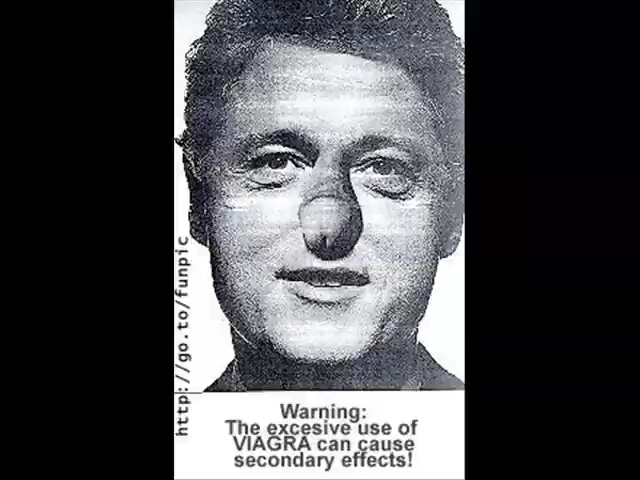 http://go.to/funpic
Warning:
The excesive use of
VIAGRA can cause
secondary effects!